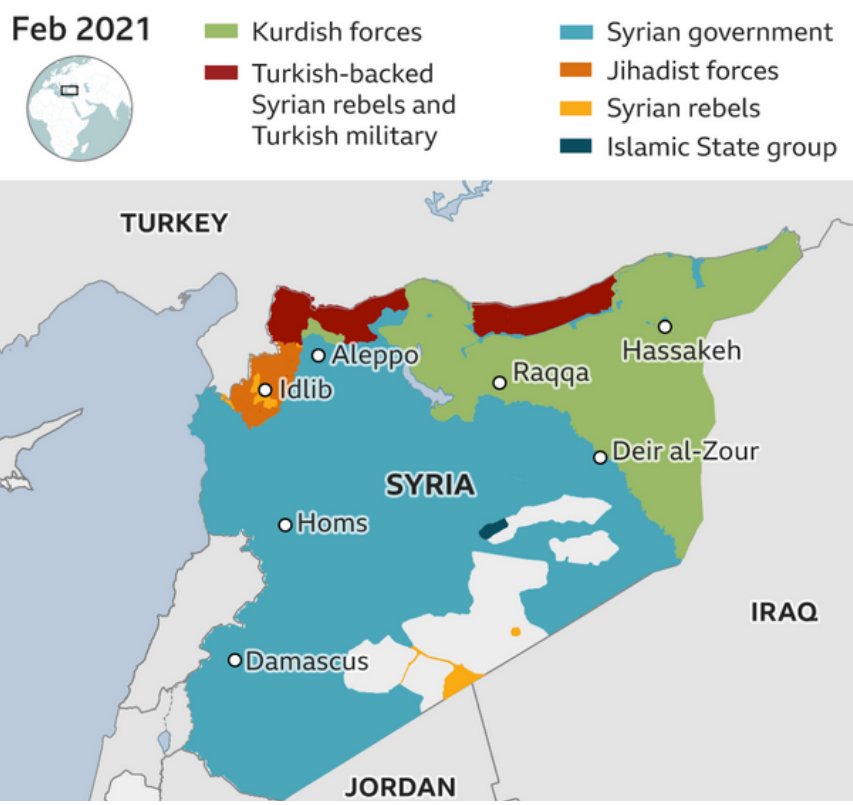 Feb 2021
Kurdish forces
Turkish-backed
Syrian rebels and
Turkish military
Syrian government
Jihadist forces
Syrian rebels
Islamic State group
TURKEY
Aleppo
Hassakeh
Raqqa
Idlib
Deir al-Zour
SYRIA
Homs
IRAQ
Damascus
JORDAN